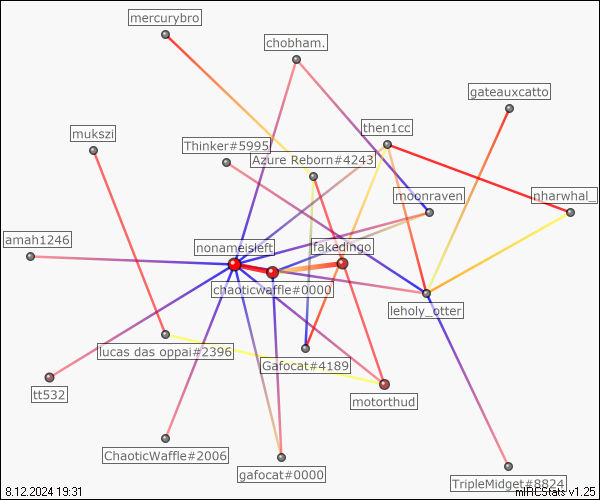 mercurybro
chobham.
gateauxcatto
mukszi
then1cc
Thinker#5995
Azure Reborn#4243
moonraven
nharwhal_
amah1246
nonameisleft
fakedingo
chaoticwaffle#0000
leholy_otter
lucas das oppai#2396
Gafocat#4189
tt532
motorthud
ChaoticWaffle#2006
gafocat#0000
TripleMidget#8824
8.12.2024 19:31
mIRCStats v1.25